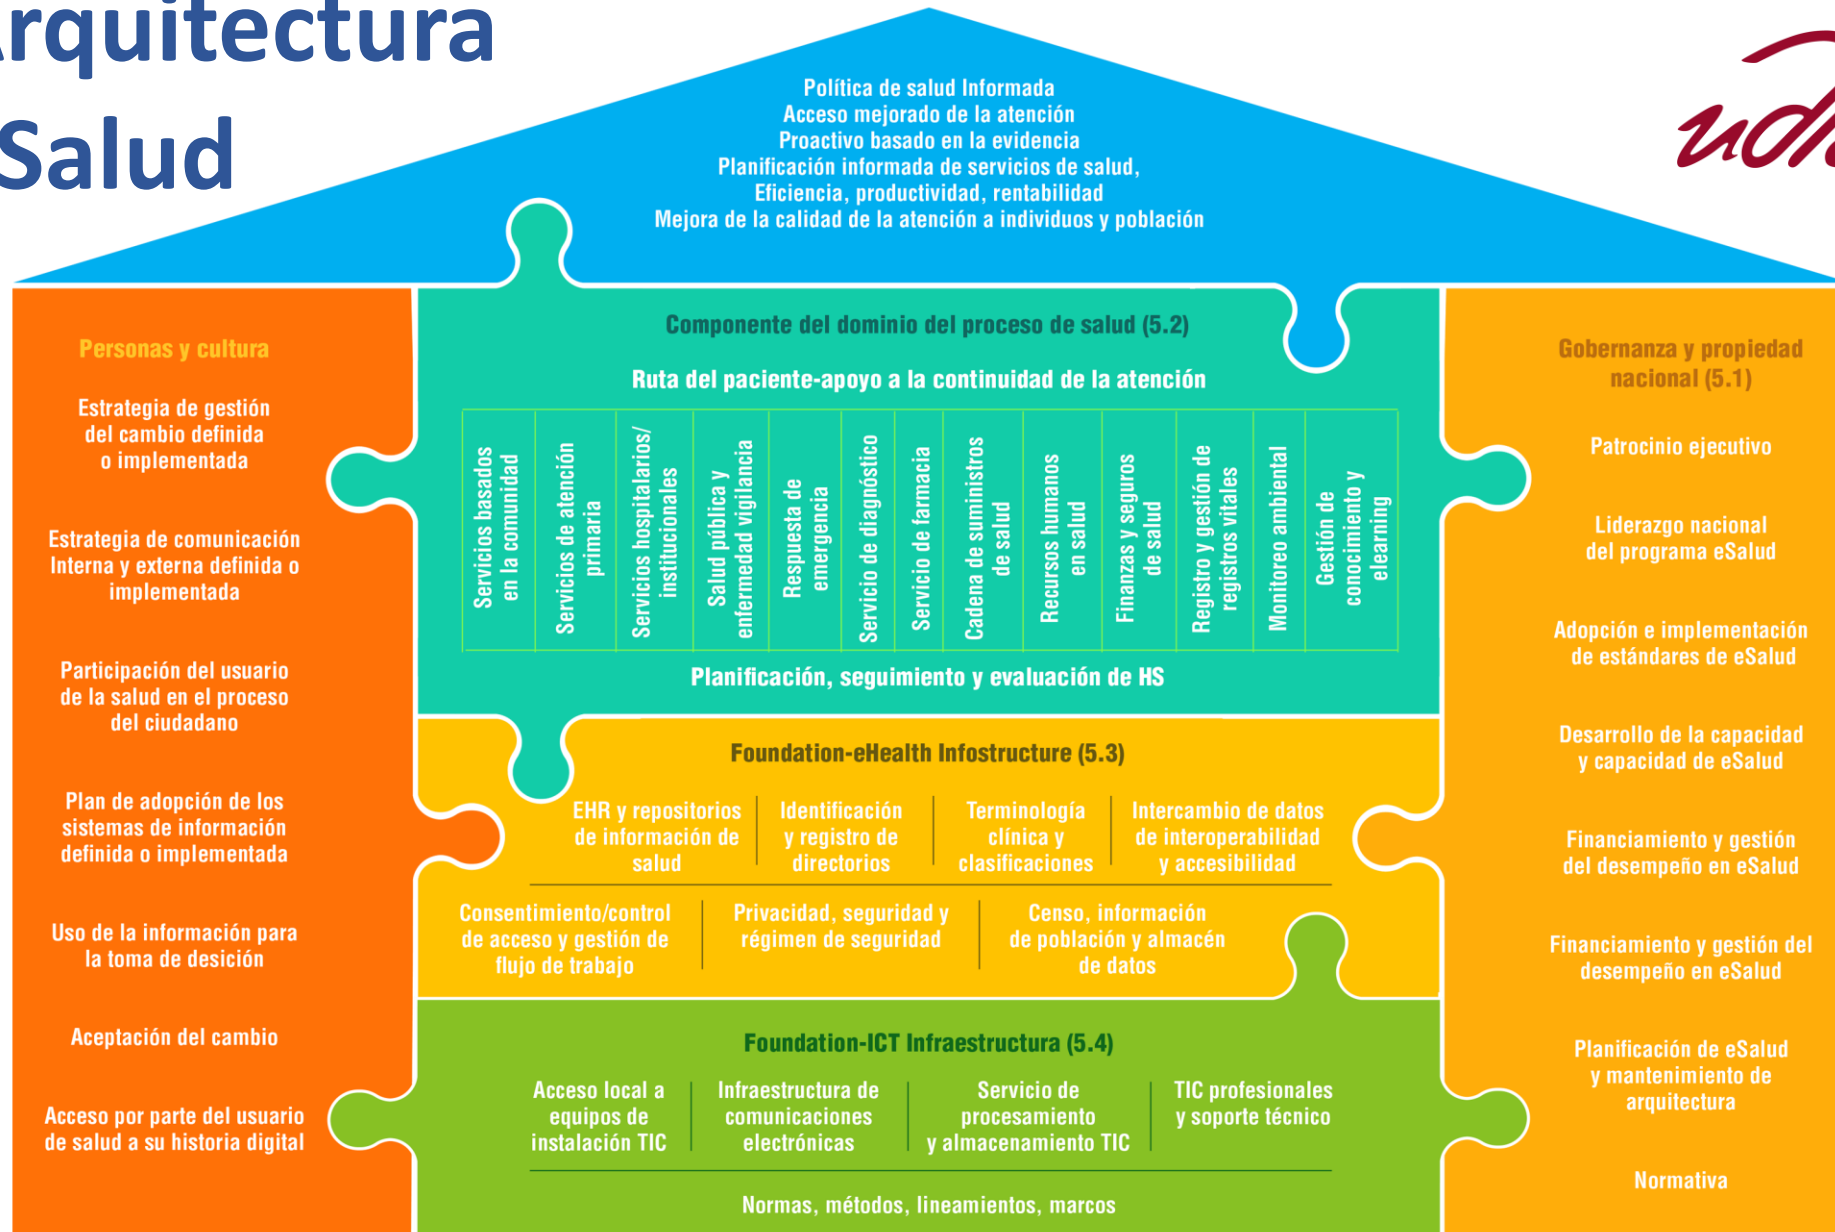 Arquitectura
Salud
Política de salud Informada
Acceso mejorado de la atención
Proactivo basado en la evidencia
Planificación informada de servicios de salud,
Eficiencia, productividad, rentabilidad
Mejora de la calidad de la atención a individuos y población
Personas y cultura
Estrategia de gestión
del cambio definida
o implementada
Estrategia de comunicación
Interna y externa definida o
implementada
Participación del usuario
de la salud en el proceso
del ciudadano
Plan de adopción de los
sistemas de información
definida o implementada
Uso de la información para
la toma de desición
Aceptación del cambio
Acceso por parte del usuario
de salud a su historia digital
Componente del dominio del proceso de salud (5.2)
Ruta del paciente-apoyo a la continuidad de la atención
Servicios basados
en la comunidad
Servicios de atención
primaria
Servicios hospitalarios/
institucionales
Salud pública y
enfermedad vigilancia
Respuesta de
emergencia
Servicio de diagnóstico
Servicio de farmacia
Cadena de suministros
de salud
Recursos humanos
en salud
Finanzas y seguros
de salud
Registro y gestión de
registros vitales
Monitoreo ambiental
Gestión de
conocimiento y
elearning
Planificación, seguimiento y evaluación de HS
Foundation-eHealth Infostructure (5.3)
EHR y repositorios
de información de
salud
Identificación
y registro de
directorios
Terminología
clínica y
clasificaciones
Intercambio de datos
de interoperabilidad
y accesibilidad
Consentimiento/control
de acceso y gestión de
flujo de trabajo
Privacidad, seguridad y
régimen de seguridad
Censo, información
de población y almacén
de datos
Foundation-ICT Infraestructura (5.4)
Acceso local a
equipos de
instalación TIC
Infraestructura de
comunicaciones
electrónicas
Servicio de
procesamiento
y almacenamiento TIC
TIC profesionales
y soporte técnico
Normas, métodos, lineamientos, marcos
Gobernanza y propiedad
nacional (5.1)
Patrocinio ejecutivo
Liderazgo nacional
del programa eSalud
Adopción e implementación
de estándares de eSalud
Desarrollo de la capacidad
y capacidad de eSalud
Financiamiento y gestión
del desempeño en eSalud
Financiamiento y gestión del
desempeño en eSalud
Planificación de eSalud
y mantenimiento de
arquitectura
Normativa